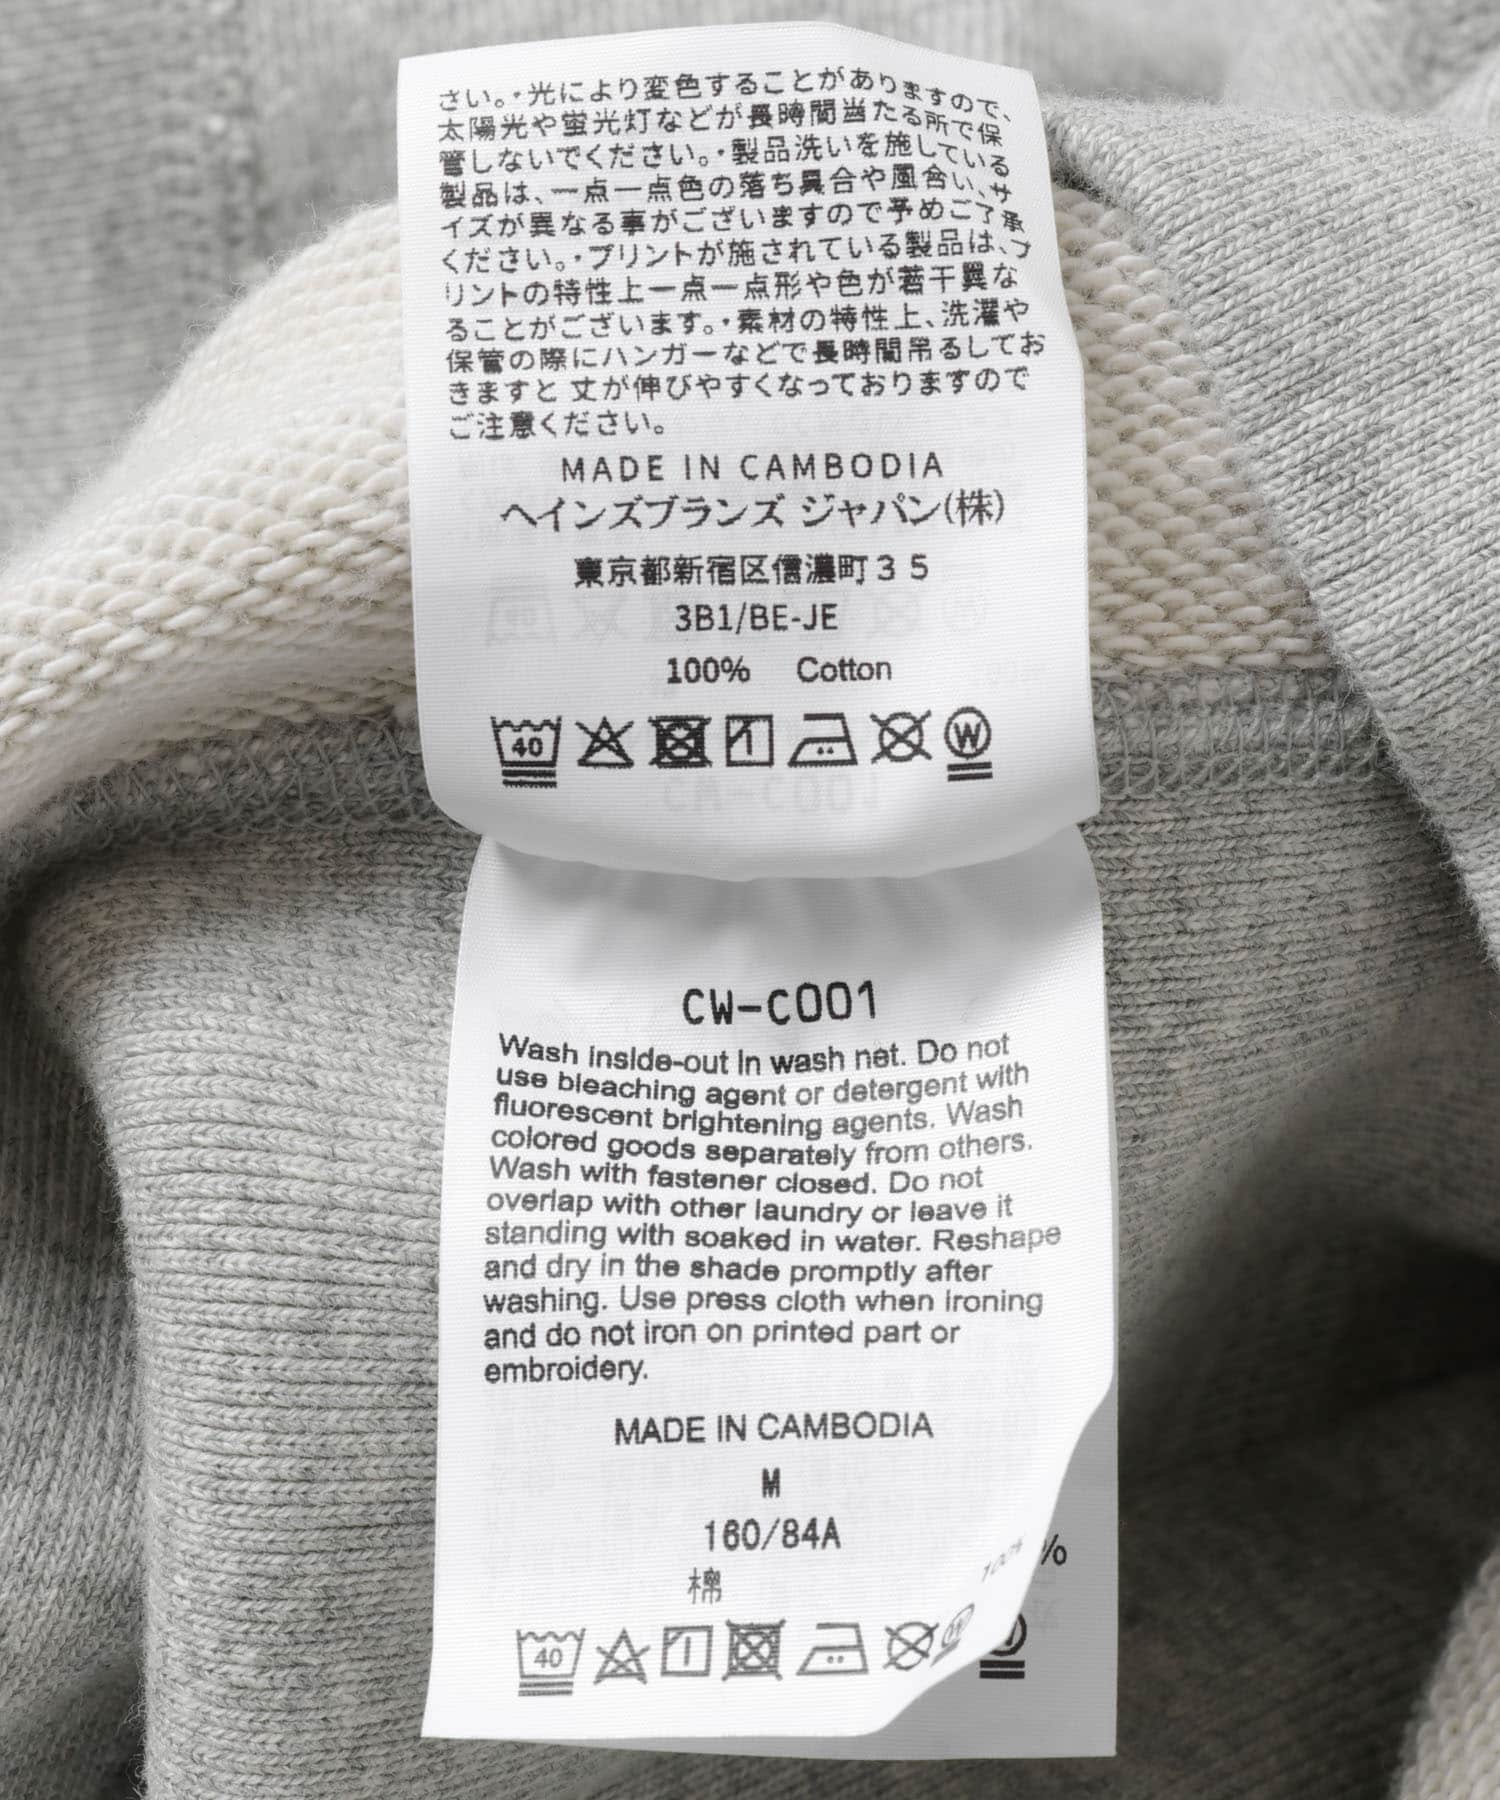 さい。・光により変色することがありますので、
太陽光や蛍光灯などが長時間当たる所で保
管しないでください。・製品洗いを施している
製品は、一点一点色の落ち具合や風合い、サ
イズが異なる事がございますので予めご了承
ください。・プリントが施されている製品は、プ
リントの特性上一点一点形や色が若干異な
ることがございます。・素材の特性上、洗濯や
保管の際にハンガーなどで長時間吊るしてお
きますと 丈が伸びやすくなっておりますので
ご注意ください。
MADE IN CAMBODIA
ヘインズブランズ ジャパン(株)
東京都新宿区信濃町35
3B1/BE-JE
100% Cotton
40 W
CW-C001
Wash inside-out in wash net. Do not
use bleaching agent or detergent with
fluorescent brightening agents. Wash
colored goods separately from others.
Wash with fastener closed. Do not
overlap with other laundry or leave it
standing with soaked in water. Reshape
and dry in the shade promptly after
washing. Use press cloth when ironing
and do not iron on printed part or
embroidery.
MADE IN CAMBODIA
M
160/84A
棉 100% %
40